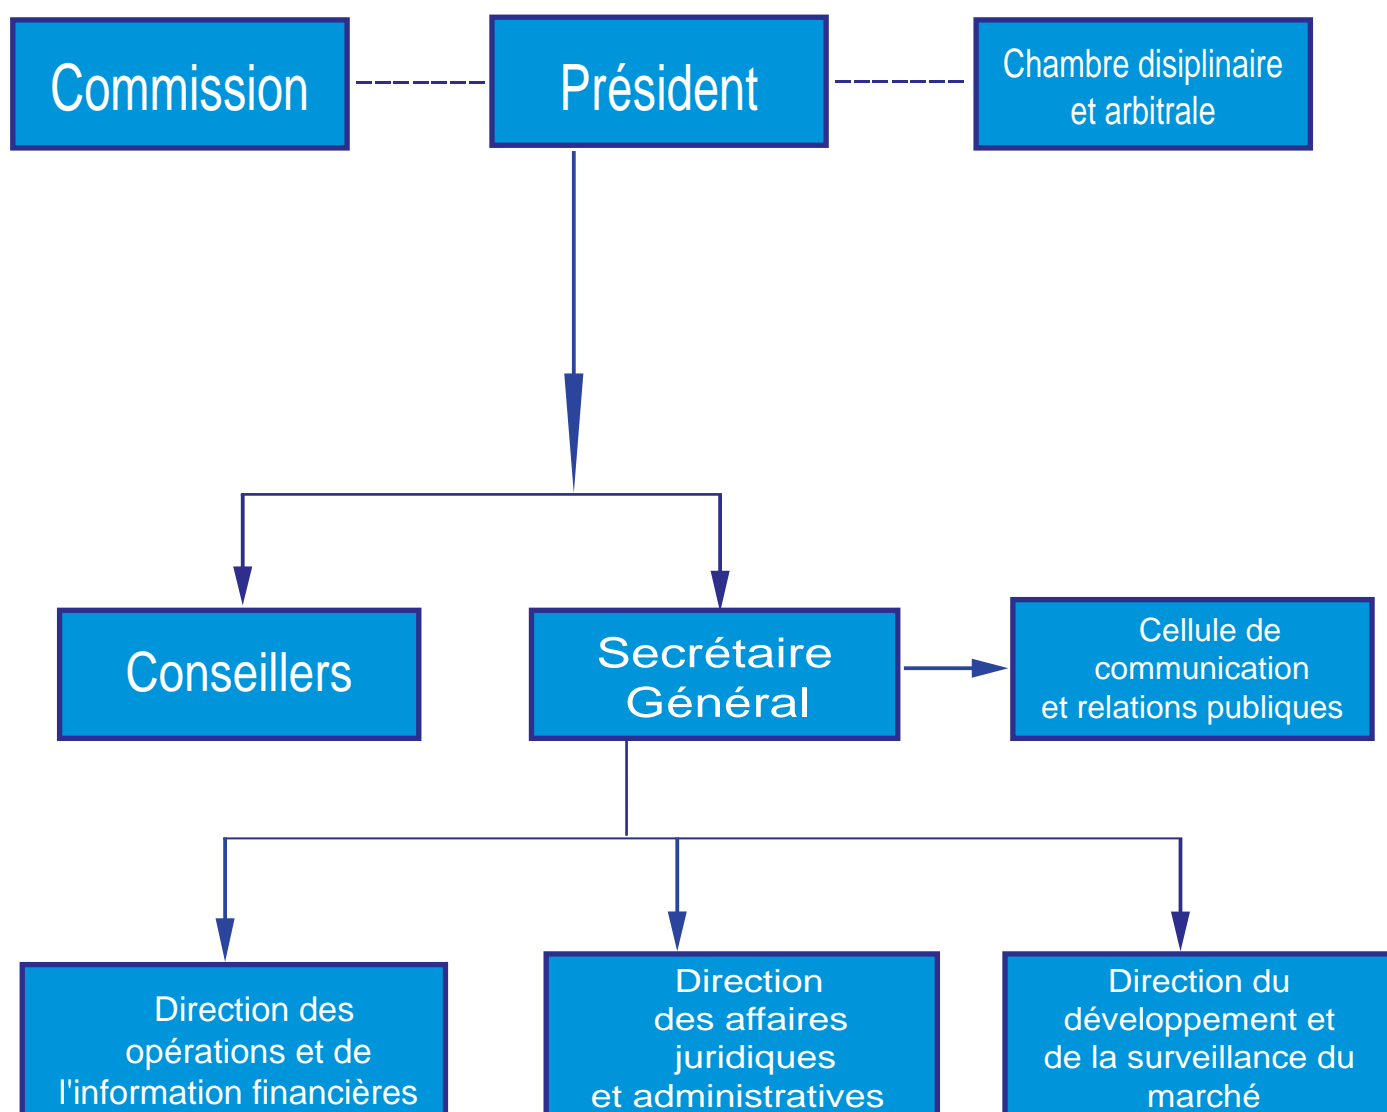 Commission
Président
Chambre disiplinaire
et arbitrale
Conseillers
Secrétaire
Général
Cellule de
communication
et relations publiques
Direction des
opérations et de
l'information financières
Direction
des affaires
juridiques
et administratives
Direction du
développement et
de la surveillance du
marché